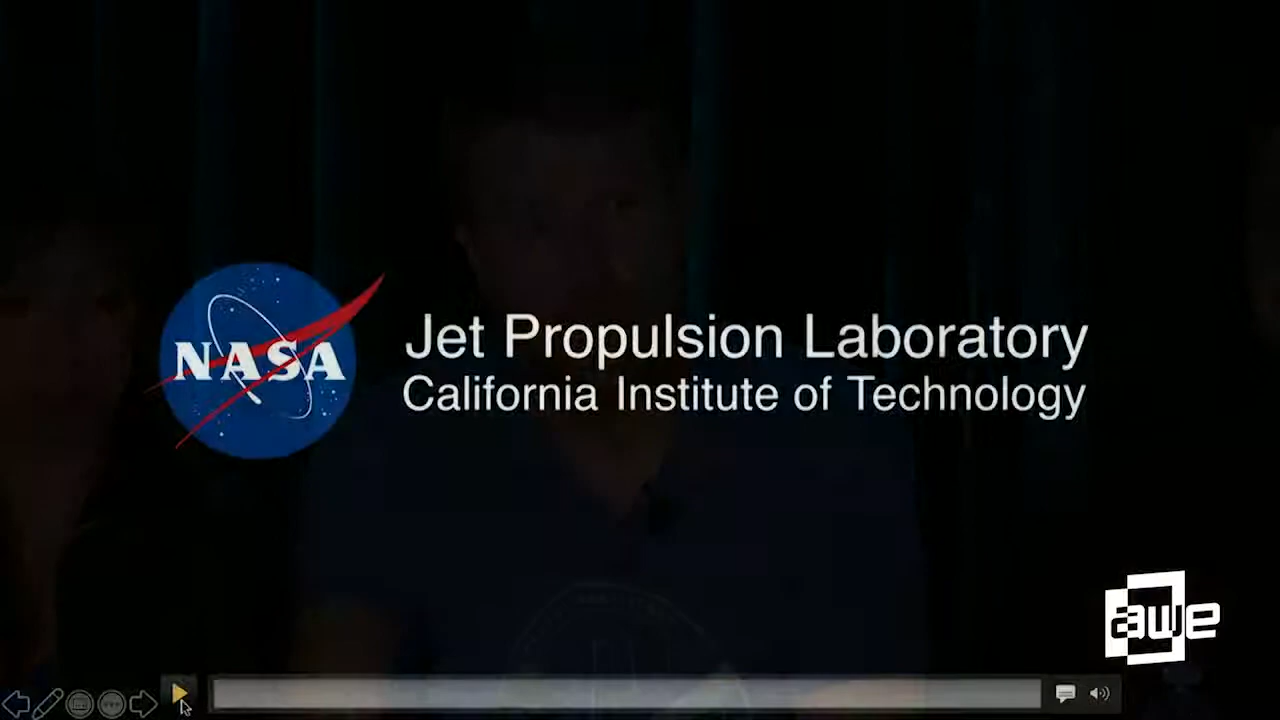 NASA
Jet Propulsion Laboratory
California Institute of Technology
awe